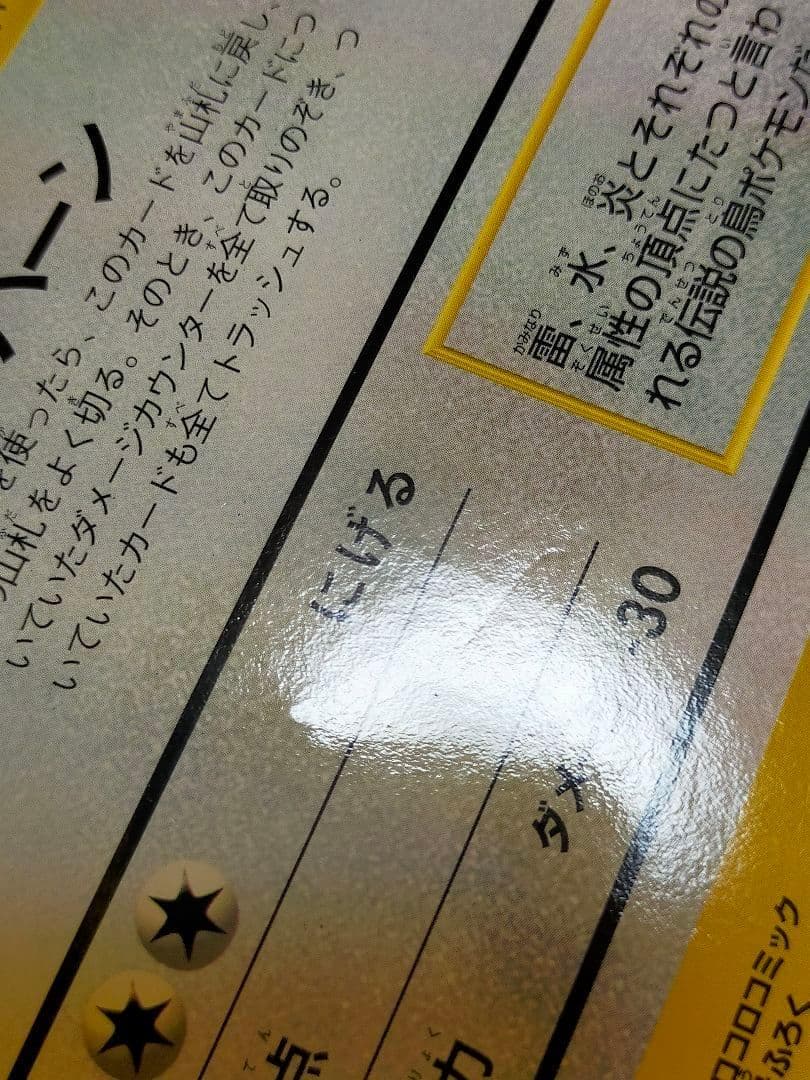 ーン
使ったら、このカードを山札に戻し、
山札をよく切る。そのとき、このカードにつ
いていたダメージカウンターを全て取りのぞき、つ
いていたカードも全てトラッシュする。
にげる
点
力
ダメ
30
雷、水、炎とそれぞれの
属性の頂点にたつと言わ
れる伝説の鳥ポケモンだ
コロコロコミック
ふろく